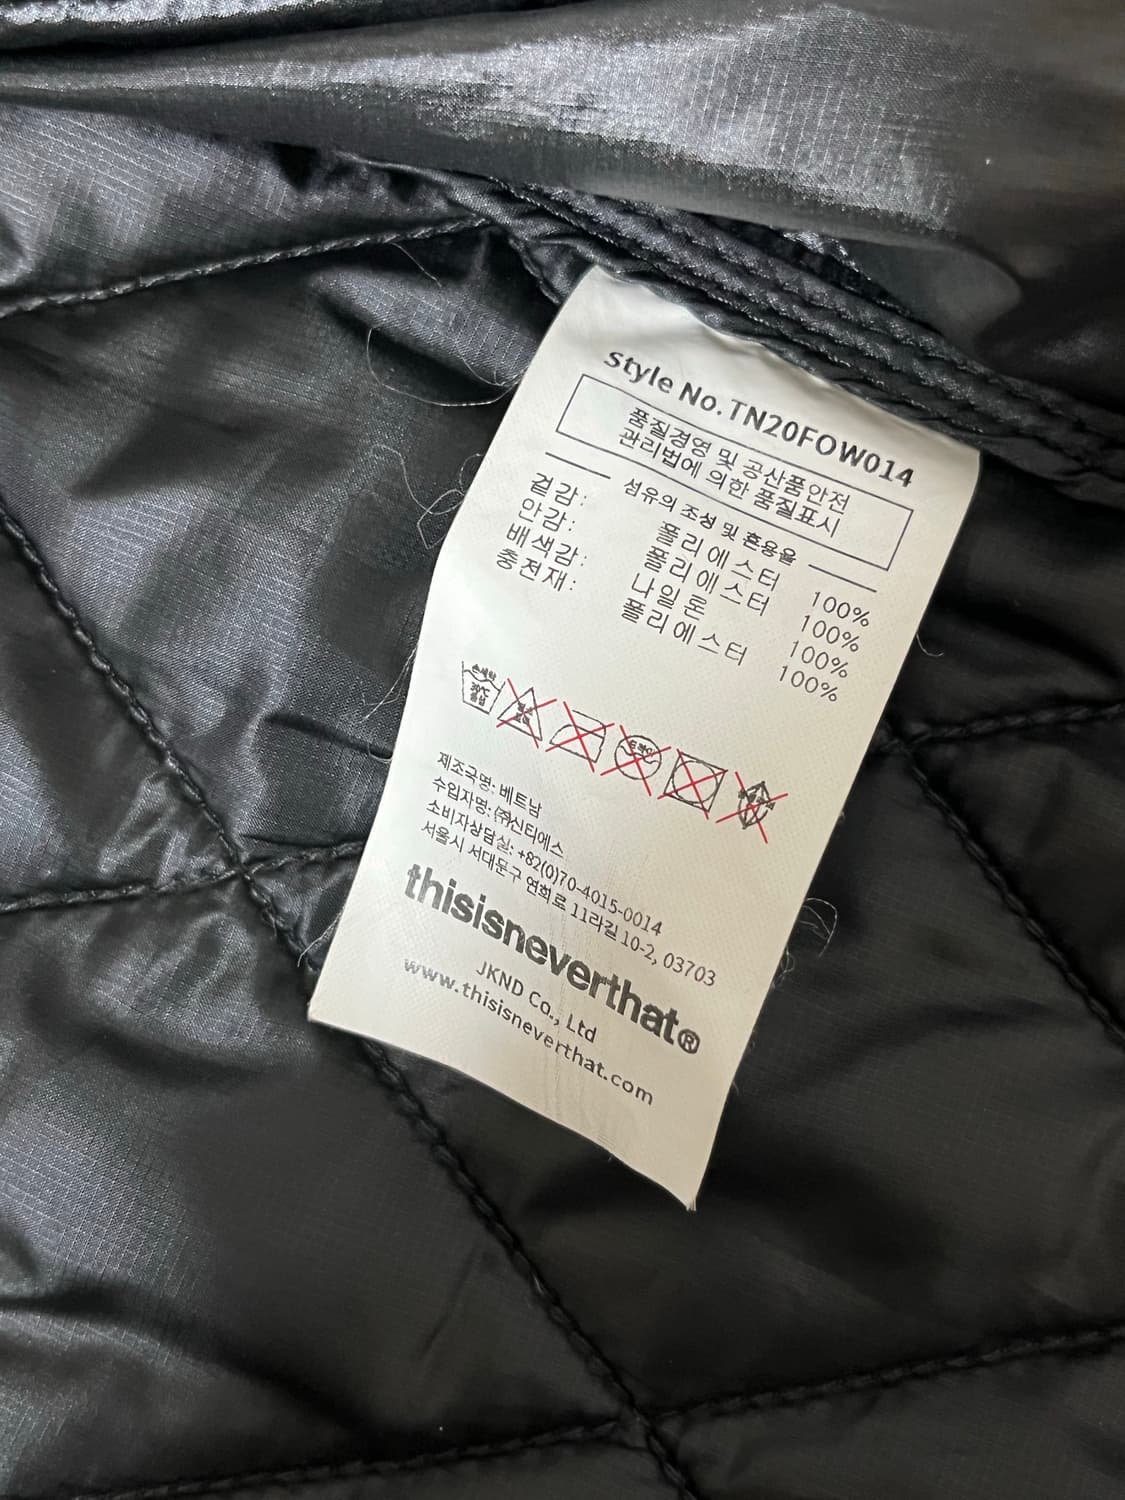 Style No.TN20FOW014
품질경영 및 공산품안전
관리법에 의한 품질표시
섬유의 조성 및 혼용율
겉감: 폴리에스터 100%
안감: 폴리에스터 100%
배색감: 나일론 100%
충전재: 폴리에스터 100%
손세탁
30℃
중성
제조국명: 베트남
수입자명: ㈜신티에스
소비자상담실: +82(0)70-4015-0014
서울시 서대문구 연희로 11라길 10-2, 03703
thisisneverthat®
JKND Co., Ltd
www.thisisneverthat.com